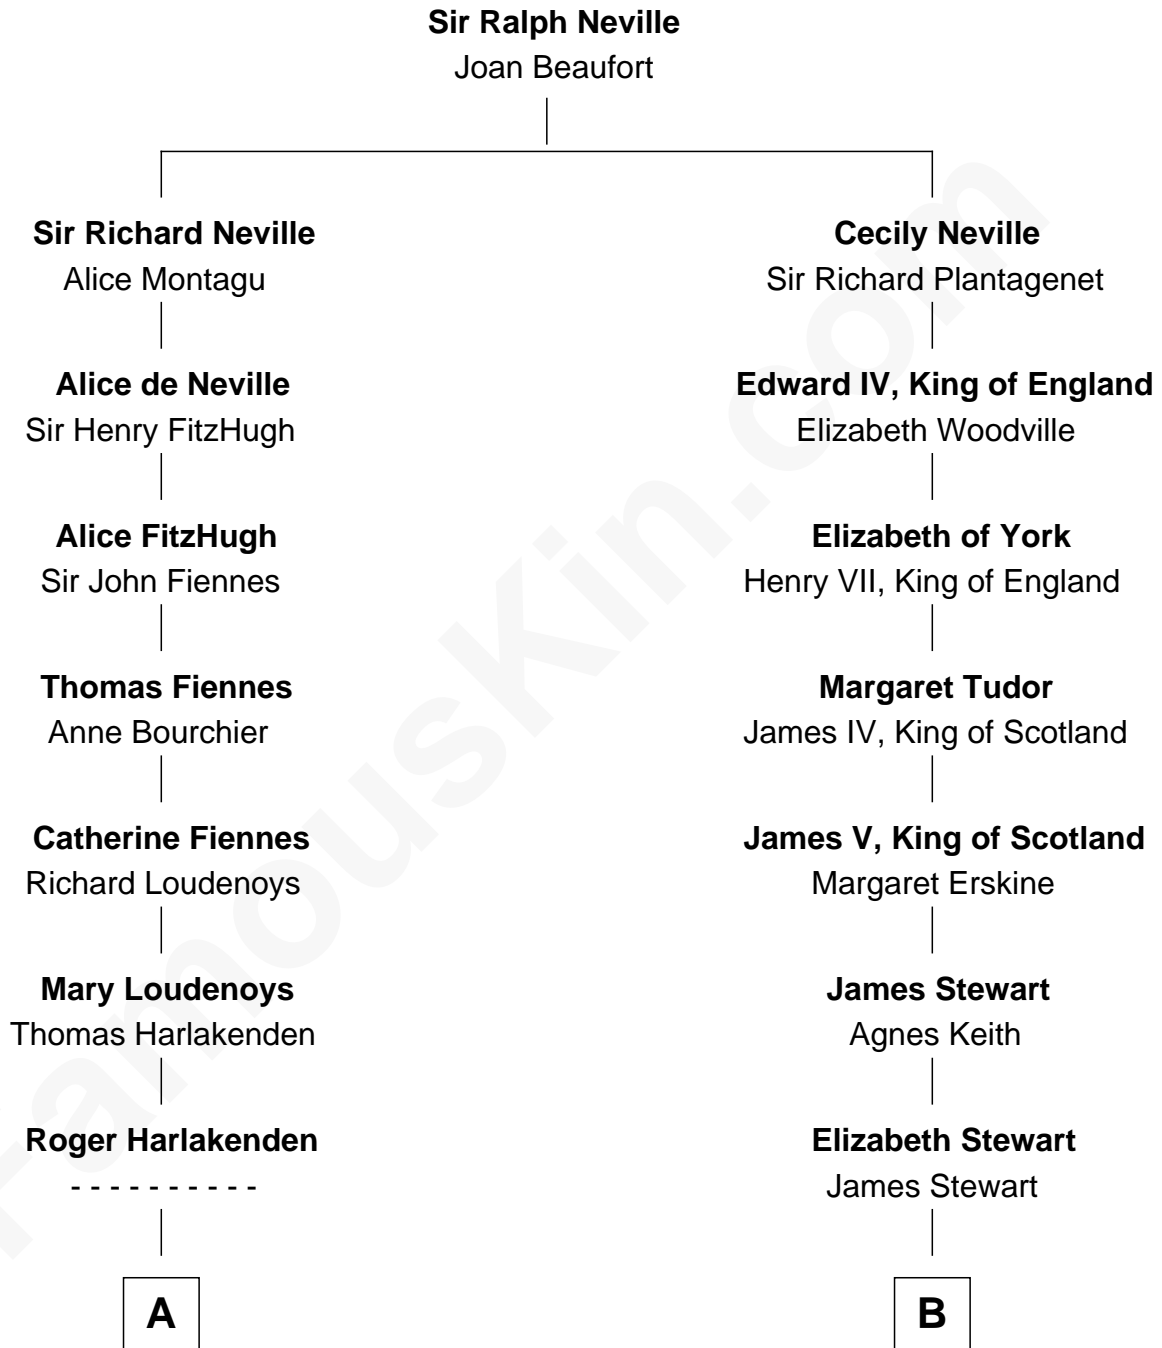 Sir Ralph Neville
Joan Beaufort
Sir Richard Neville
Alice Montagu
Cecily Neville
Sir Richard Plantagenet
Alice de Neville
Sir Henry FitzHugh
Edward IV, King of England
Elizabeth Woodville
Alice FitzHugh
Sir John Fiennes
Elizabeth of York
Henry VII, King of England
Thomas Fiennes
Anne Bourchier
Margaret Tudor
James IV, King of Scotland
Catherine Fiennes
Richard Loudenoys
James V, King of Scotland
Margaret Erskine
Mary Loudenoys
Thomas Harlakenden
James Stewart
Agnes Keith
Roger Harlakenden
- - - - - - - - - -
Elizabeth Stewart
James Stewart
A
B
FamousKin.com